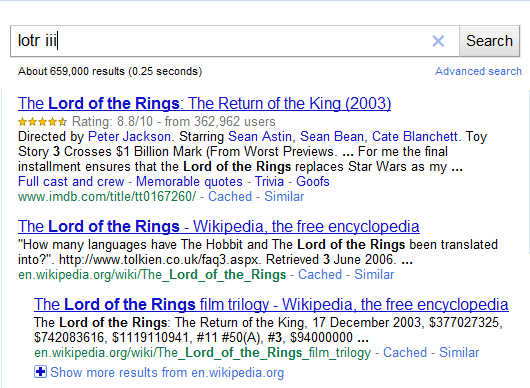 lotr iii
Search
About 659,000 results (0.25 seconds)
Advanced search
The Lord of the Rings: The Return of the King (2003)
Rating: 8.8/10 - from 362,962 users
Directed by Peter Jackson. Starring Sean Astin, Sean Bean, Cate Blanchett. Toy
Story 3 Crosses $1 Billion Mark (From Worst Previews. ... For me the final
installment ensures that the Lord of the Rings replaces Star Wars as my ...
Full cast and crew - Memorable quotes - Trivia - Goofs
www.imdb.com/title/tt0167260/ - Cached - Similar
The Lord of the Rings - Wikipedia, the free encyclopedia
"How many languages have The Hobbit and The Lord of the Rings been translated
into?". http://www.tolkien.co.uk/faq3.aspx. Retrieved 3 June 2006. ...
en.wikipedia.org/wiki/The_Lord_of_the_Rings - Cached - Similar
The Lord of the Rings film trilogy - Wikipedia, the free encyclopedia
The Lord of the Rings: The Return of the King, 17 December 2003, $377027325,
$742083616, $1119110941, #11 #50(A), #3, $94000000 ...
en.wikipedia.org/wiki/The_Lord_of_the_Rings_film_trilogy - Cached - Similar
Show more results from en.wikipedia.org